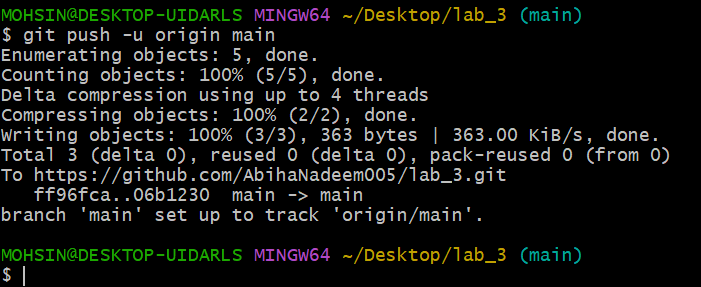 MOHSIN@DESKTOP-UIDARLS MINGW64 ~/Desktop/lab_3 (main)
$ git push -u origin main
Enumerating objects: 5, done.
Counting objects: 100% (5/5), done.
Delta compression using up to 4 threads
Compressing objects: 100% (2/2), done.
Writing objects: 100% (3/3), 363 bytes | 363.00 KiB/s, done.
Total 3 (delta 0), reused 0 (delta 0), pack-reused 0 (from 0)
To https://github.com/AbihaNadeem005/lab_3.git
   ff96fca..06b1230  main -> main
branch 'main' set up to track 'origin/main'.
MOHSIN@DESKTOP-UIDARLS MINGW64 ~/Desktop/lab_3 (main)
$